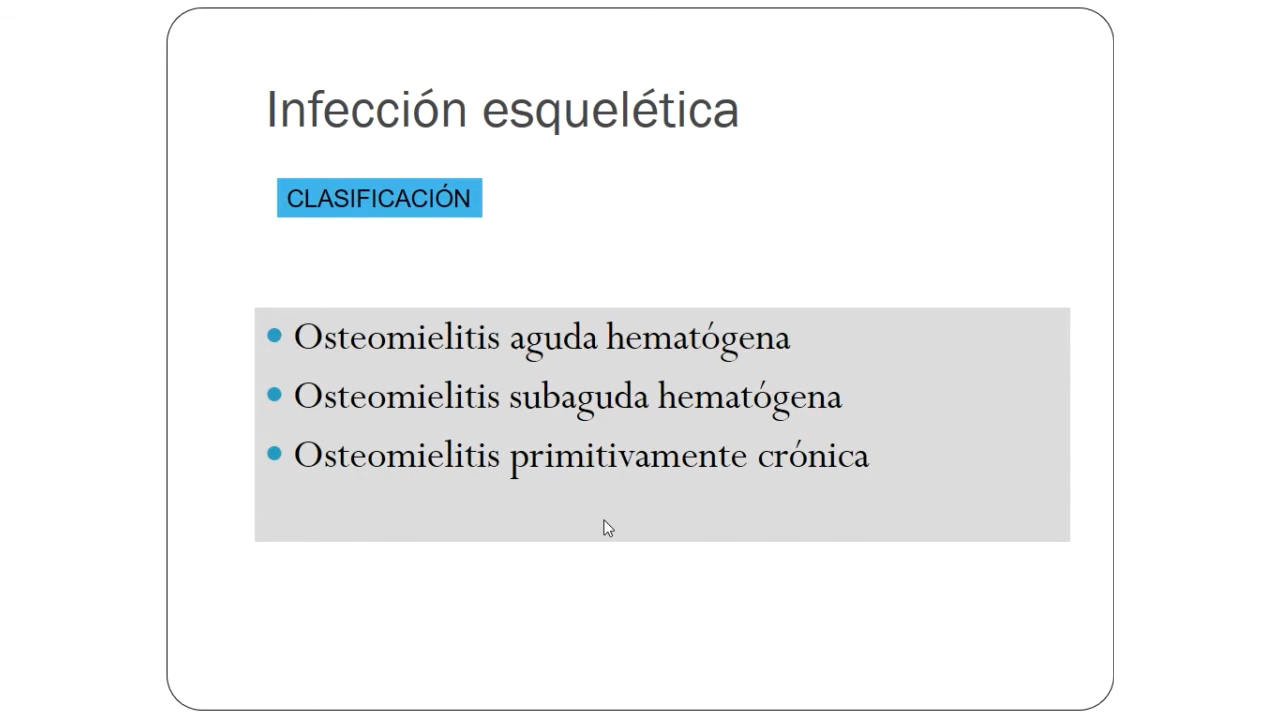 Infección esquelética
CLASIFICACIÓN
• Osteomielitis aguda hematógena
• Osteomielitis subaguda hematógena
• Osteomielitis primitivamente crónica